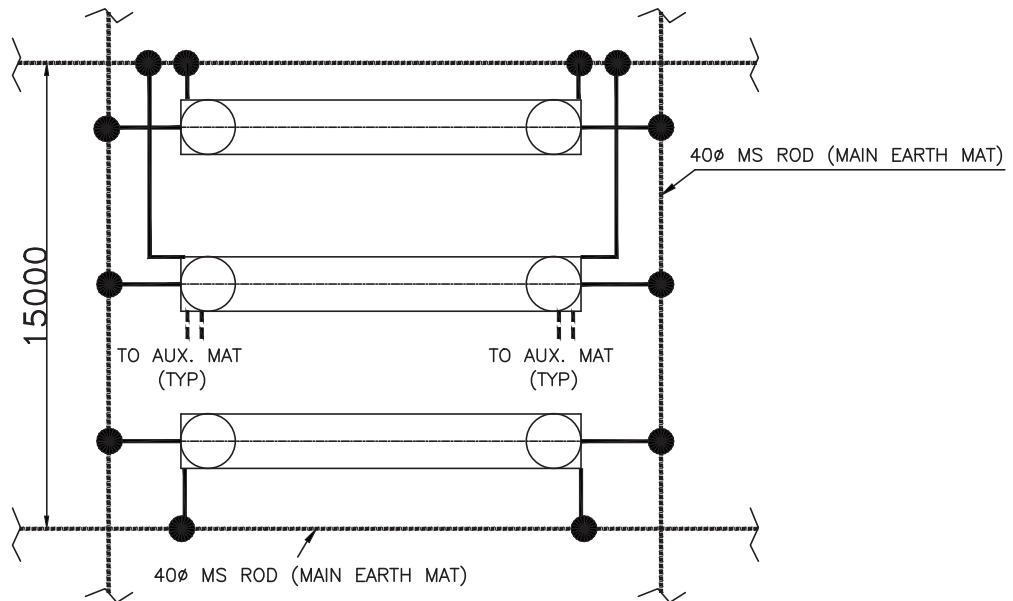 40ø MS ROD (MAIN EARTH MAT)
15000
TO AUX. MAT
(TYP)
TO AUX. MAT
(TYP)
40ø MS ROD (MAIN EARTH MAT)